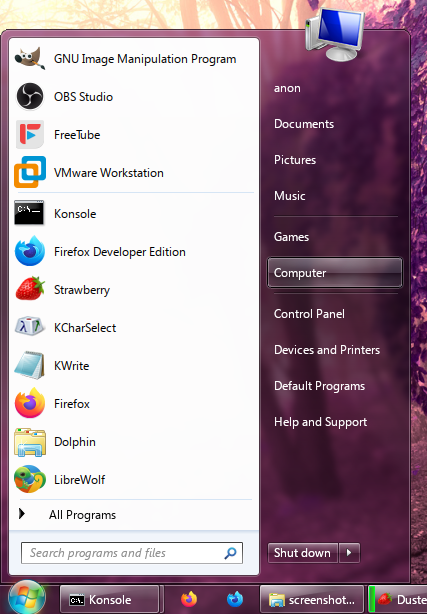 GNU Image Manipulation Program
OBS Studio
FreeTube
VMware Workstation
Konsole
Firefox Developer Edition
Strawberry
KCharSelect
KWrite
Firefox
Dolphin
LibreWolf
All Programs
Search programs and files
anon
Documents
Pictures
Music
Games
Computer
Control Panel
Devices and Printers
Default Programs
Help and Support
Shut down
Konsole
screenshot...
Duste